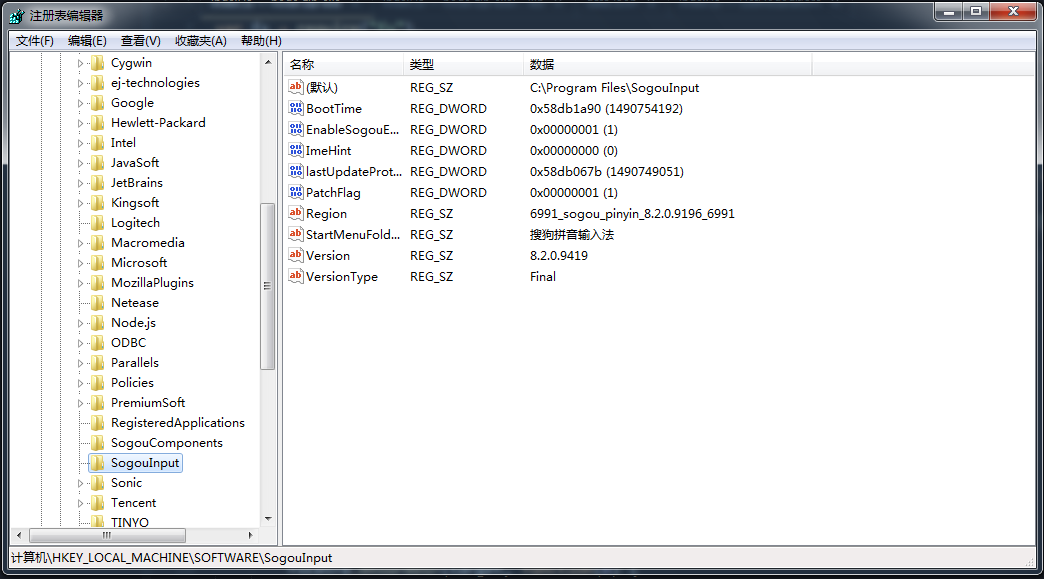 注册表编辑器
文件(F) 编辑(E) 查看(V) 收藏夹(A) 帮助(H)
Cygwin
ej-technologies
Google
Hewlett-Packard
Intel
JavaSoft
JetBrains
Kingsoft
Logitech
Macromedia
Microsoft
MozillaPlugins
Netease
Node.js
ODBC
Parallels
Policies
PremiumSoft
RegisteredApplications
SogouComponents
SogouInput
Sonic
Tencent
TINYO
名称 类型 数据
(默认) REG_SZ C:\Program Files\SogouInput
BootTime REG_DWORD 0x58db1a90 (1490754192)
EnableSogouE... REG_DWORD 0x00000001 (1)
ImeHint REG_DWORD 0x00000000 (0)
lastUpdateProt... REG_DWORD 0x58db067b (1490749051)
PatchFlag REG_DWORD 0x00000001 (1)
Region REG_SZ 6991_sogou_pinyin_8.2.0.9196_6991
StartMenuFold... REG_SZ 搜狗拼音输入法
Version REG_SZ 8.2.0.9419
VersionType REG_SZ Final
计算机\HKEY_LOCAL_MACHINE\SOFTWARE\SogouInput